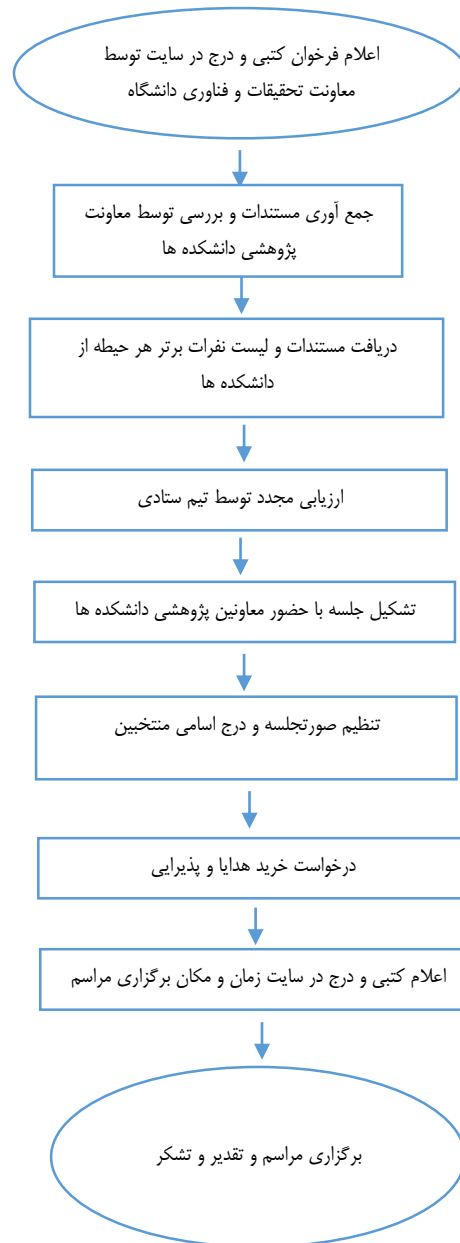 اعلام فرخوان کتبی و درج در سایت توسط
معاونت تحقیقات و فناوری دانشگاه
جمع آوری مستندات و بررسی توسط معاونت
پژوهشی دانشکده ها
دریافت مستندات و لیست نفرات برتر هر حیطه از
دانشکده ها
ارزیابی مجدد توسط تیم ستادی
تشکیل جلسه با حضور معاونین پژوهشی دانشکده ها
تنظیم صورتجلسه و درج اسامی منتخبین
درخواست خرید هدایا و پذیرایی
اعلام کتبی و درج در سایت زمان و مکان برگزاری مراسم
برگزاری مراسم و تقدیر و تشکر